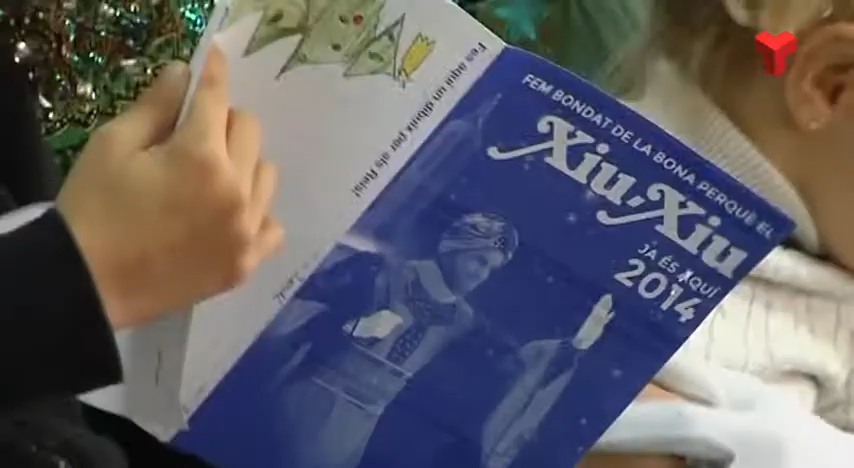 Fes aquí un dibuix per als Reis!
FEM BONDAT DE LA BONA PERQUÈ EL
Xiu-Xiu
JA ÉS AQUÍ
2014